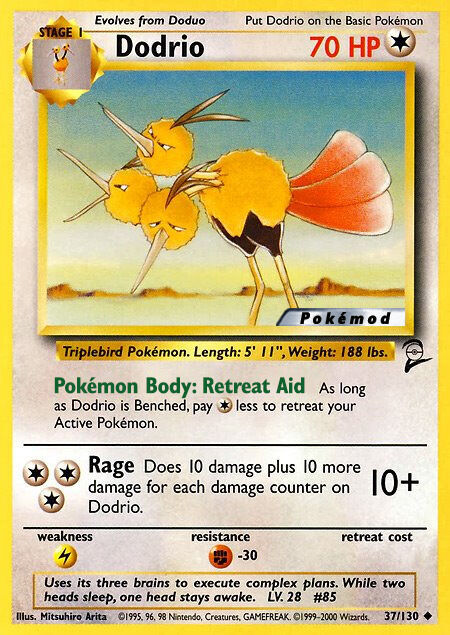 Evolves from Doduo Put Dodrio on the Basic Pokémon
STAGE 1 Dodrio 70 HP
Pokémod
Triplebird Pokémon. Length: 5' 11", Weight: 188 lbs.
Pokémon Body: Retreat Aid As long
as Dodrio is Benched, pay less to retreat your
Active Pokémon.
Rage Does 10 damage plus 10 more
damage for each damage counter on
Dodrio.
10+
weakness resistance retreat cost
-30
Uses its three brains to execute complex plans. While two
heads sleep, one head stays awake. LV. 28 #85
Illus. Mitsuhiro Arita ©1995, 96, 98 Nintendo, Creatures, GAMEFREAK. ©1999-2000 Wizards. 37/130